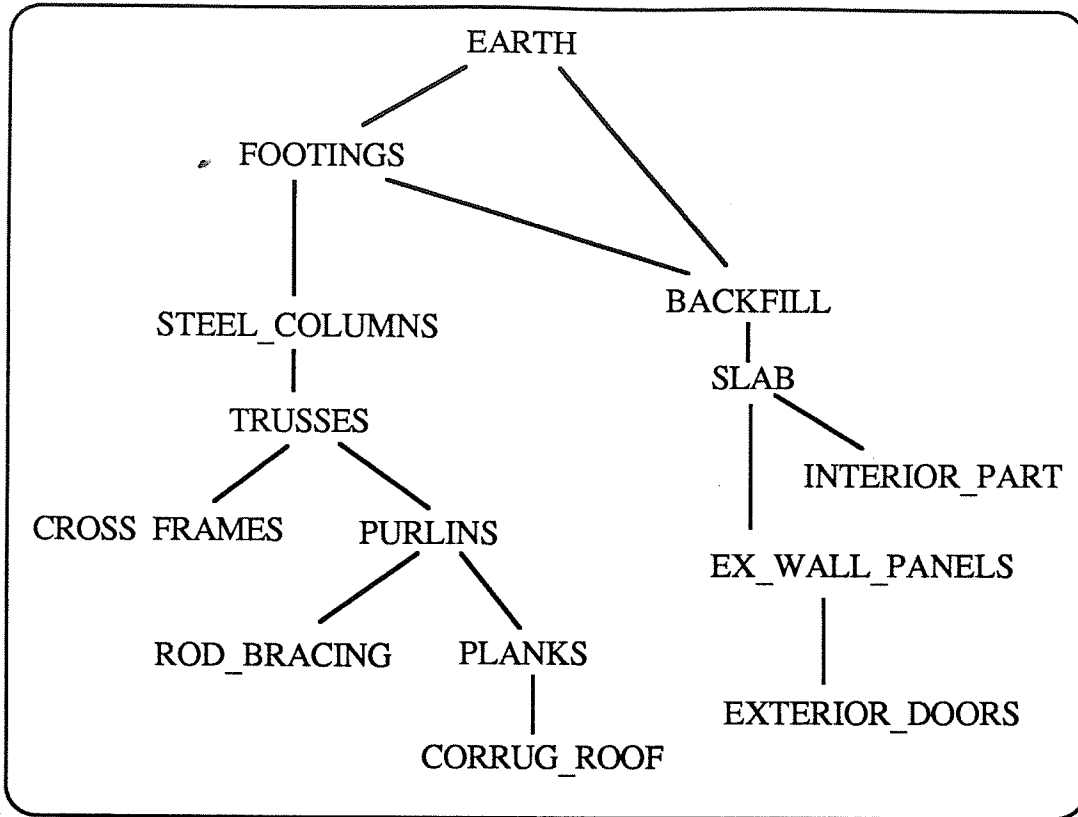 EARTH
FOOTINGS
BACKFILL
STEEL_COLUMNS
SLAB
TRUSSES
INTERIOR_PART
CROSS FRAMES
PURLINS
EX_WALL_PANELS
ROD_BRACING
PLANKS
EXTERIOR_DOORS
CORRUG_ROOF